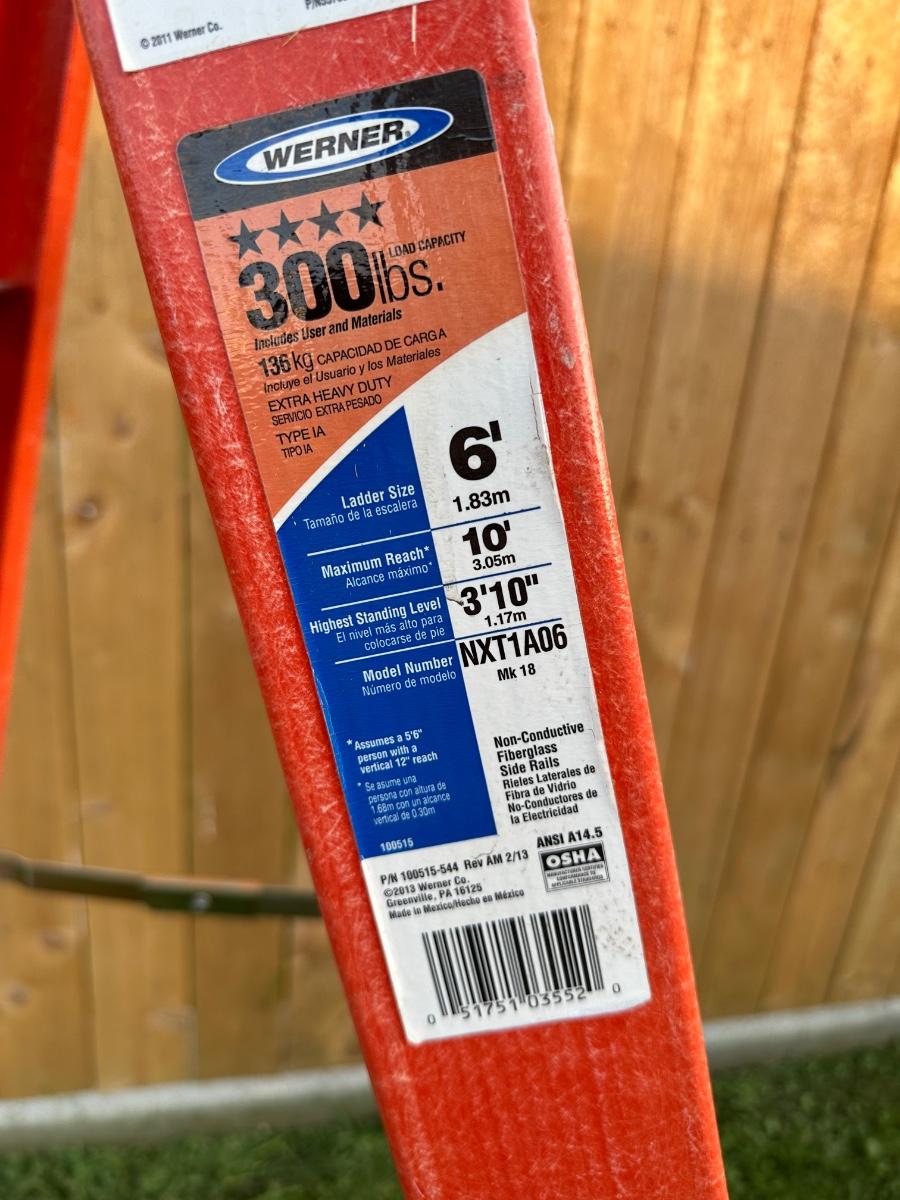 © 2011 Werner Co.
WERNER®
LOAD CAPACITY
300lbs.
Includes User and Materials
136kg CAPACIDAD DE CARGA
Incluye el Usuario y los Materiales
EXTRA HEAVY DUTY
SERVICIO EXTRA PESADO
TYPE IA
TIPO IA
Ladder Size
Tamaño de la escalera
6'
1.83m
Maximum Reach*
Alcance máximo*
10'
3.05m
Highest Standing Level
El nivel más alto para
colocarse de pie
3'10"
1.17m
Model Number
Número de modelo
NXT1A06
Mk 18
*Assumes a 5'6"
person with a
vertical 12" reach
* Se asume una
persona con altura de
1.68m con un alcance
vertical de 0.30m
100515
Non-Conductive
Fiberglass
Side Rails
Rieles Laterales de
Fibra de Vidrio
No-Conductores de
la Electricidad
P/N 100515-544 Rev AM 2/13
©2013 Werner Co.
Greenville, PA 16125
Made in Mexico/Hecho en México
ANSI A14.5
OSHA
MANUFACTURER CERTIFIES
CONFORMANCE TO
APPLICABLE STANDARDS
0 51751 03552 0